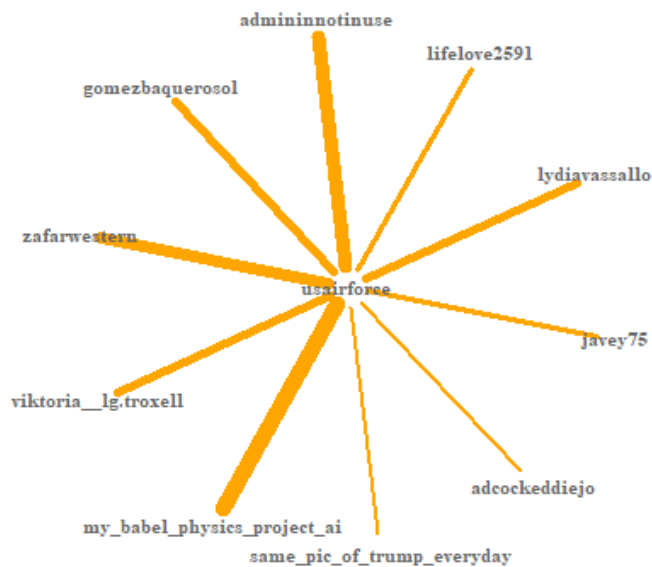 admininnotinuse
lifelove2591
gomezbaquerosol
lydiavassallo
zafarwestern
usairforce
javey75
viktoria__lg.troxell
adcockeddiejo
my_babel_physics_project_ai
same_pic_of_trump_everyday